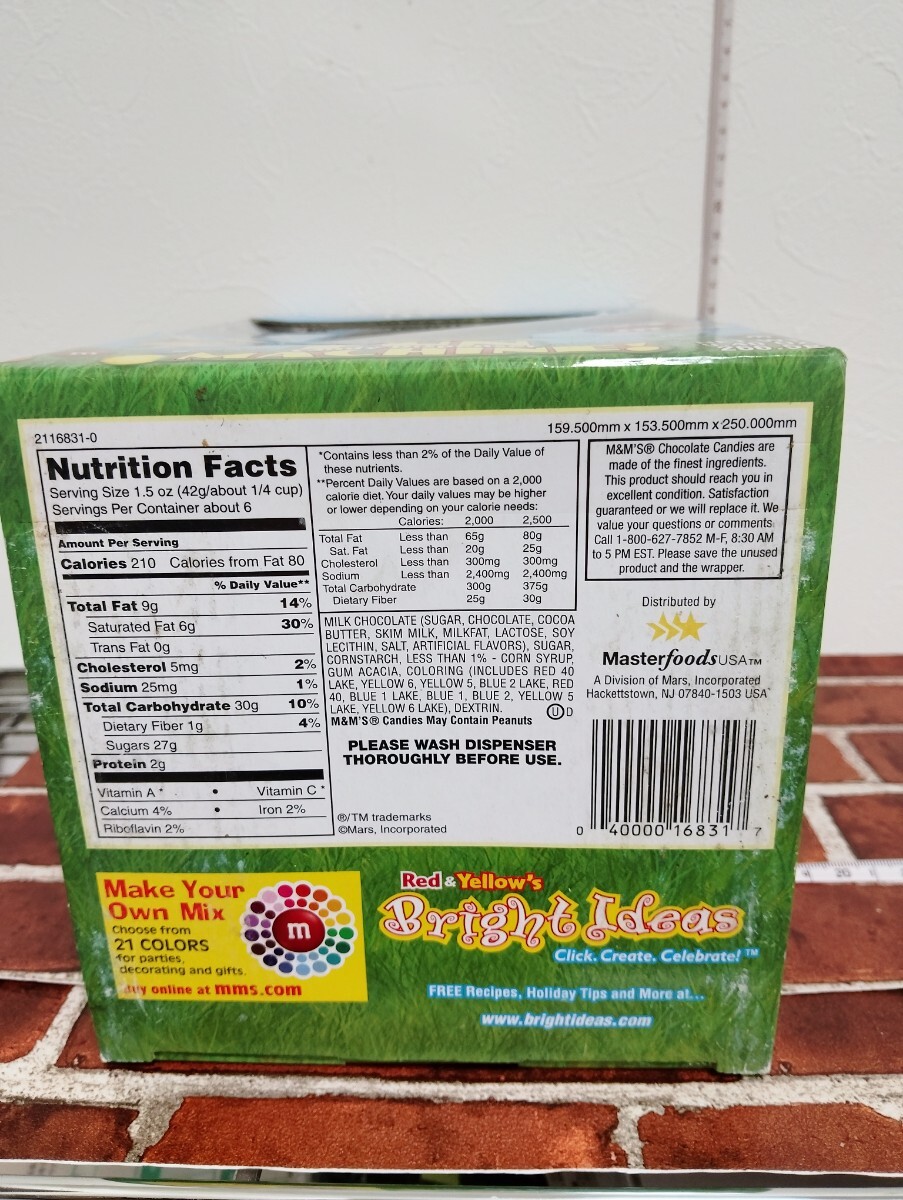 2116831-0
159.500mm x 153.500mm x 250.000mm
Nutrition Facts
Serving Size 1.5 oz (42g/about 1/4 cup)
Servings Per Container about 6
Amount Per Serving
Calories 210 Calories from Fat 80
% Daily Value**
Total Fat 9g 14%
Saturated Fat 6g 30%
Trans Fat 0g
Cholesterol 5mg 2%
Sodium 25mg 1%
Total Carbohydrate 30g 10%
Dietary Fiber 1g 4%
Sugars 27g
Protein 2g
Vitamin A * • Vitamin C *
Calcium 4% • Iron 2%
Riboflavin 2%
*Contains less than 2% of the Daily Value of
these nutrients.
**Percent Daily Values are based on a 2,000
calorie diet. Your daily values may be higher
or lower depending on your calorie needs:
Calories: 2,000 2,500
Total Fat Less than 65g 80g
Sat. Fat Less than 20g 25g
Cholesterol Less than 300mg 300mg
Sodium Less than 2,400mg 2,400mg
Total Carbohydrate 300g 375g
Dietary Fiber 25g 30g
MILK CHOCOLATE (SUGAR, CHOCOLATE, COCOA
BUTTER, SKIM MILK, MILKFAT, LACTOSE, SOY
LECITHIN, SALT, ARTIFICIAL FLAVORS), SUGAR,
CORNSTARCH, LESS THAN 1% - CORN SYRUP,
GUM ACACIA, COLORING (INCLUDES RED 40
LAKE, YELLOW 6, YELLOW 5, BLUE 2 LAKE, RED
40, BLUE 1 LAKE, BLUE 1, BLUE 2, YELLOW 5
LAKE, YELLOW 6 LAKE), DEXTRIN.
M&M'S® Candies May Contain Peanuts
Ⓤ D
PLEASE WASH DISPENSER
THOROUGHLY BEFORE USE.
®/TM trademarks
©Mars, Incorporated
M&M'S® Chocolate Candies are
made of the finest ingredients.
This product should reach you in
excellent condition. Satisfaction
guaranteed or we will replace it. We
value your questions or comments.
Call 1-800-627-7852 M-F, 8:30 AM
to 5 PM EST. Please save the unused
product and the wrapper.
Distributed by
MasterfoodsUSA™
A Division of Mars, Incorporated
Hackettstown, NJ 07840-1503 USA
0 40000 16831 7
Make Your
Own Mix
Choose from
21 COLORS
for parties,
decorating and gifts.
Buy online at mms.com
m
Red & Yellow's
Bright Ideas
Click. Create. Celebrate! ™
FREE Recipes, Holiday Tips and More at...
www.brightideas.com
20